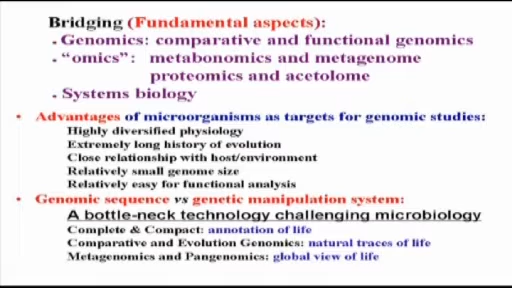 Bridging (Fundamental aspects):
. Genomics: comparative and functional genomics
. “omics”: metabonomics and metagenome
proteomics and acetolome
. Systems biology
• Advantages of microorganisms as targets for genomic studies:
Highly diversified physiology
Extremely long history of evolution
Close relationship with host/environment
Relatively small genome size
Relatively easy for functional analysis
• Genomic sequence vs genetic manipulation system:
A bottle-neck technology challenging microbiology
Complete & Compact: annotation of life
Comparative and Evolution Genomics: natural traces of life
Metagenomics and Pangenomics: global view of life